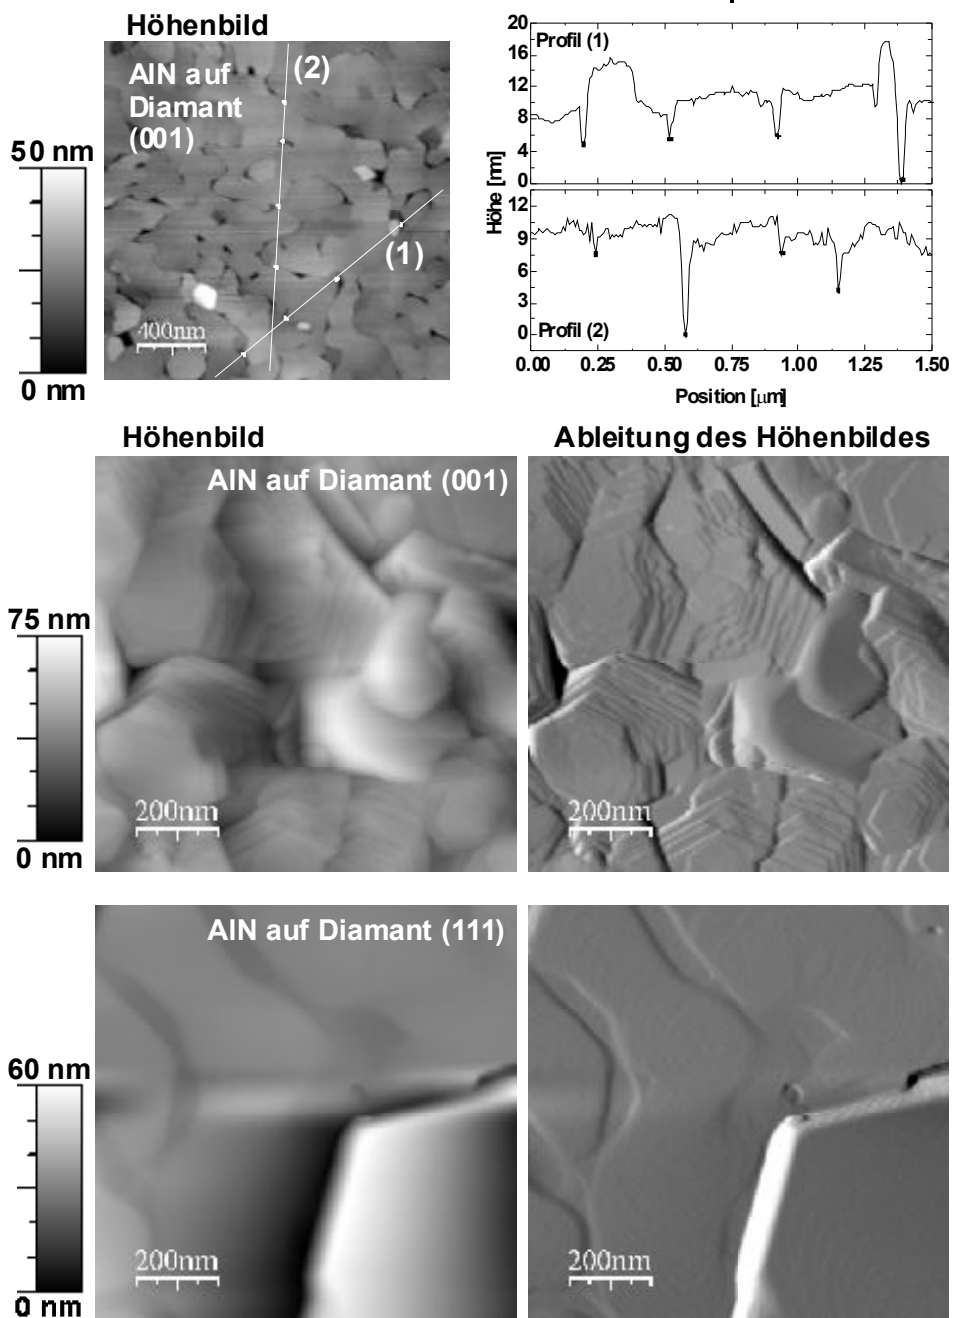 Höhenbild
AlN auf
Diamant
(001)
(2)
(1)
400nm
50 nm
0 nm
20
16
12
8
4
0
Profil (1)
Höhe [nm]
12
9
6
3
0
Profil (2)
0.00 0.25 0.50 0.75 1.00 1.25 1.50
Position [µm]
Höhenbild
Ableitung des Höhenbildes
AlN auf Diamant (001)
75 nm
0 nm
200nm
200nm
AlN auf Diamant (111)
60 nm
0 nm
200nm
200nm